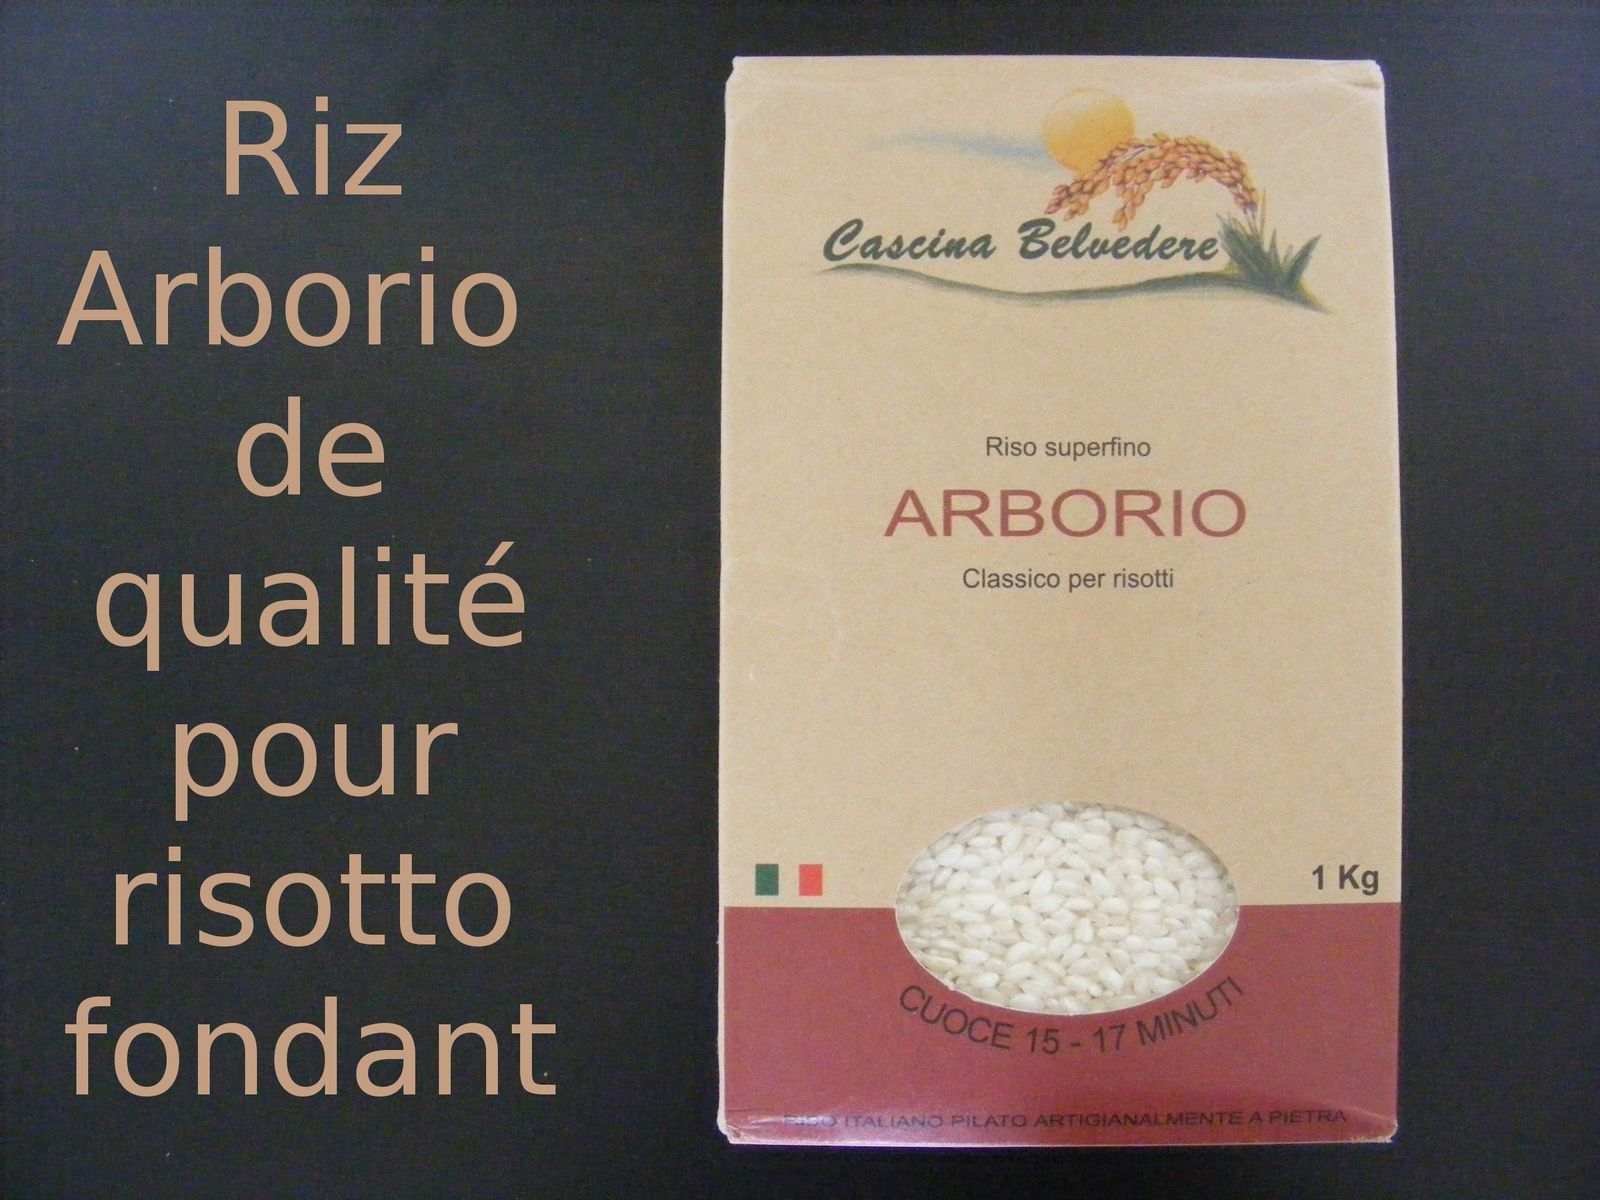 Riz
Arborio
de
qualité
pour
risotto
fondant
Cascina Belvedere
Riso superfino
ARBORIO
Classico per risotti
1 Kg
CUOCE 15 - 17 MINUTI
RISO ITALIANO PILATO ARTIGIANALMENTE A PIETRA